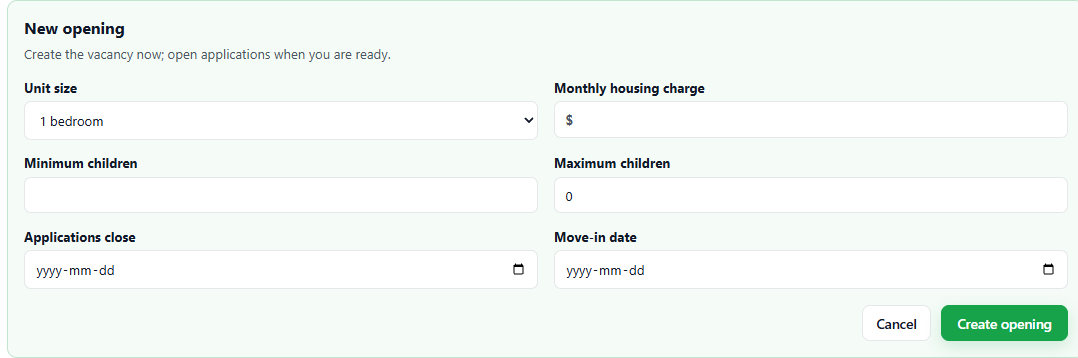 New opening
Create the vacancy now; open applications when you are ready.
Unit size
Monthly housing charge
1 bedroom
$
Minimum children
Maximum children
0
Applications close
Move-in date
yyyy-mm-dd
yyyy-mm-dd
Cancel
Create opening